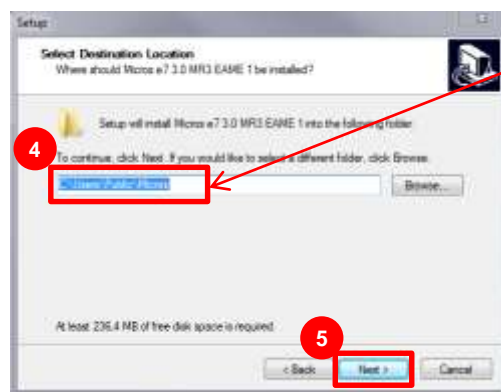 Setup
Select Destination Location
Where should Micros e7 3.0 MR3 EAME 1 be installed?
Setup will install Micros e7 3.0 MR3 EAME 1 into the following folder.
4
To continue, click Next. If you would like to select a different folder, click Browse.
C:\Users\Public\Micros
Browse...
At least 236,4 MB of free disk space is required.
5
< Back
Next >
Cancel